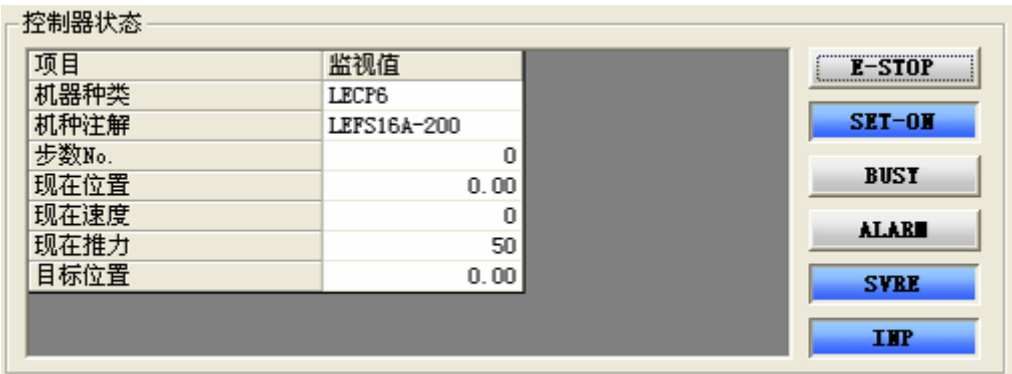 控制器状态
项目 监视值
机器种类 LECP6
机种注解 LEFS16A-200
步数No. 0
现在位置 0.00
现在速度 0
现在推力 50
目标位置 0.00
E-STOP
SET-ON
BUSY
ALARM
SVRE
INP